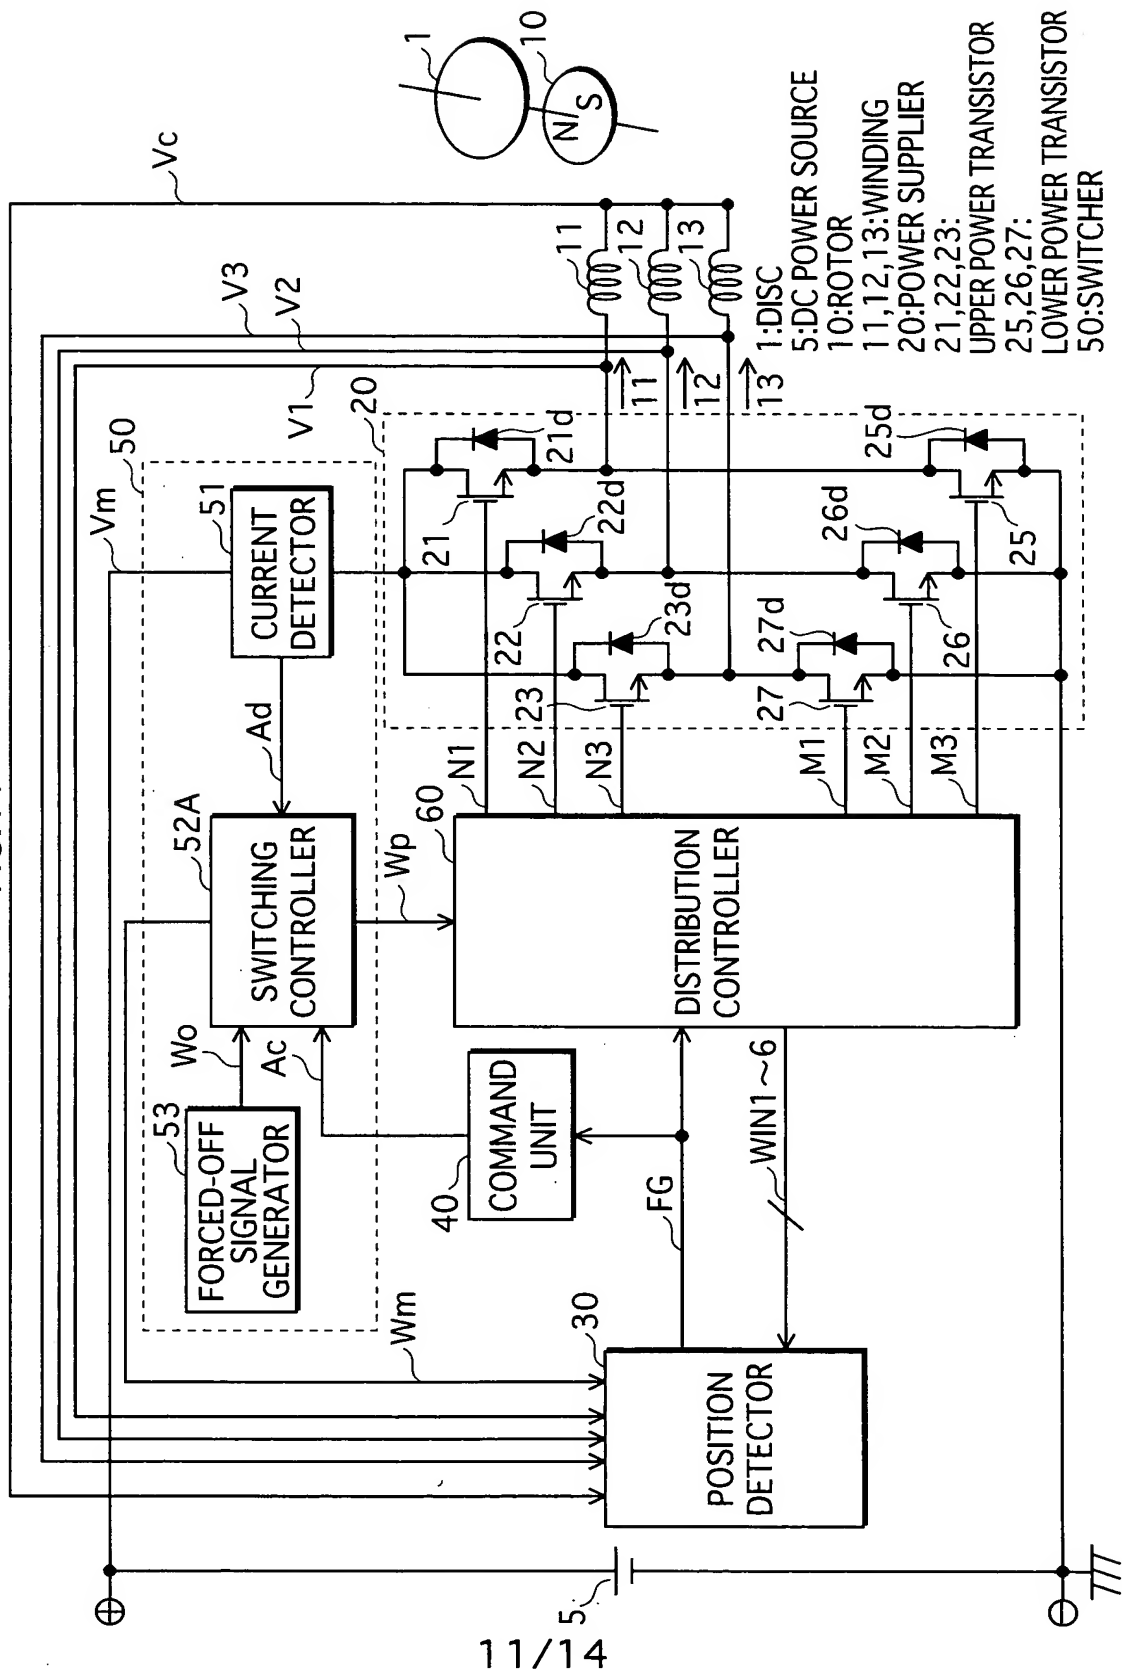 Vc
V3
V2
V1
Vm
50
51
CURRENT
DETECTOR
Ad
52A
SWITCHING
CONTROLLER
Wo
Ac
53
FORCED-OFF
SIGNAL
GENERATOR
Wm
Wp
20
1
10
N
S
11
12
13
11
12
13
21
21d
22
22d
23
23d
25
25d
26
26d
27
27d
N1
N2
N3
M1
M2
M3
60
DISTRIBUTION
CONTROLLER
40
COMMAND
UNIT
FG
WIN1~6
30
POSITION
DETECTOR
5
1:DISC
5:DC POWER SOURCE
10:ROTOR
11,12,13:WINDING
20:POWER SUPPLIER
21,22,23:
UPPER POWER TRANSISTOR
25,26,27:
LOWER POWER TRANSISTOR
50:SWITCHER
11/14